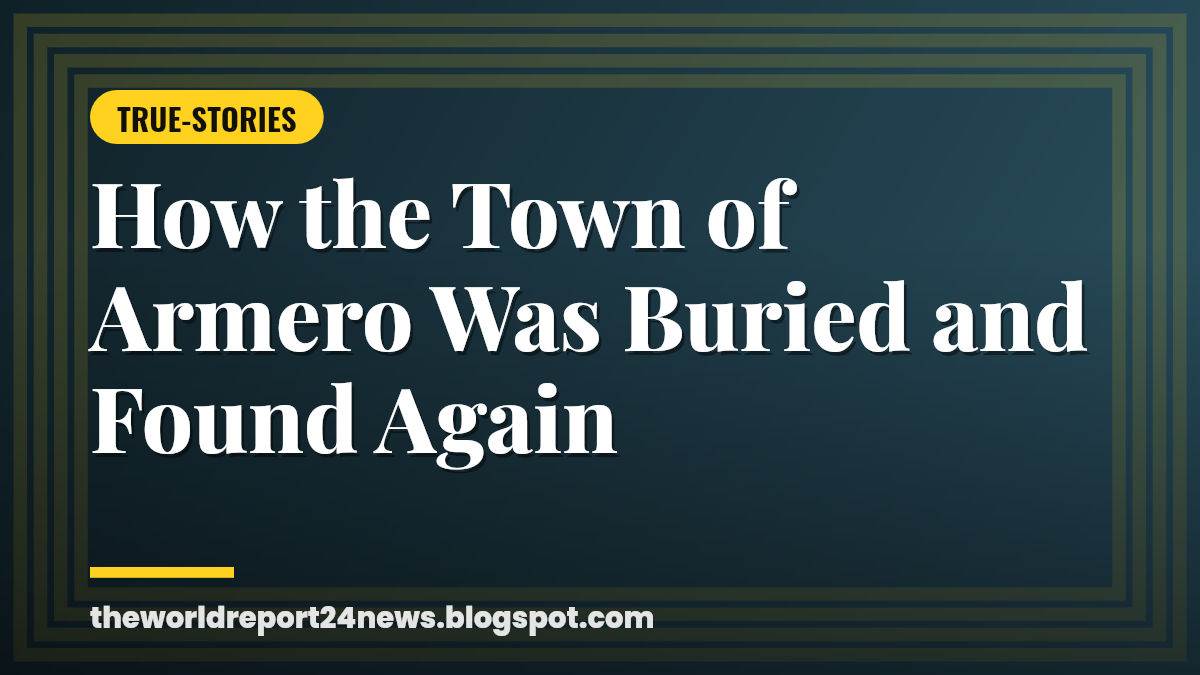 TRUE-STORIES
How the Town of
Armero Was Buried and
Found Again
theworldreport24news.blogspot.com